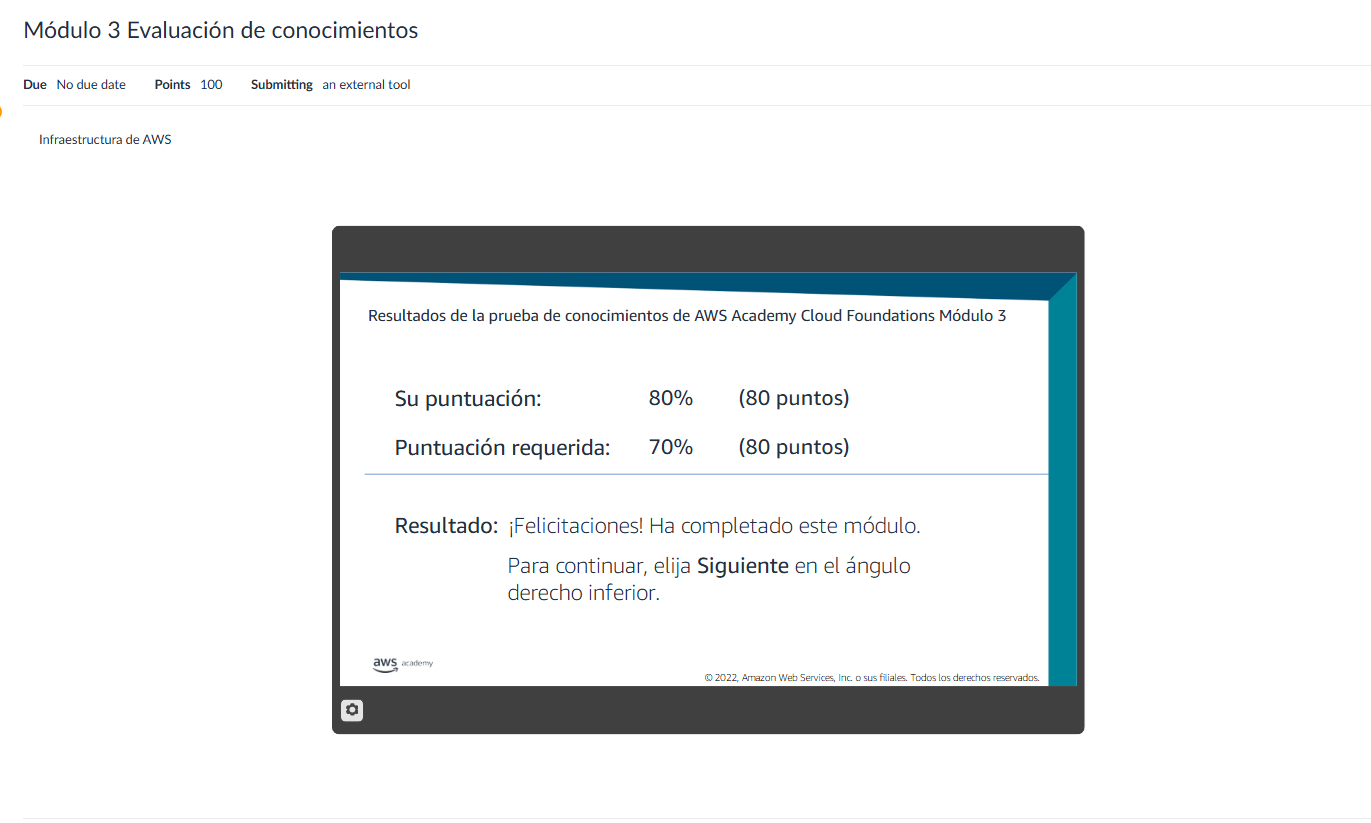 Módulo 3 Evaluación de conocimientos
Due No due date Points 100 Submitting an external tool
Infraestructura de AWS
Resultados de la prueba de conocimientos de AWS Academy Cloud Foundations Módulo 3
Su puntuación: 80% (80 puntos)
Puntuación requerida: 70% (80 puntos)
Resultado: ¡Felicitaciones! Ha completado este módulo.
Para continuar, elija Siguiente en el ángulo
derecho inferior.
aws academy
© 2022, Amazon Web Services, Inc. o sus filiales. Todos los derechos reservados.